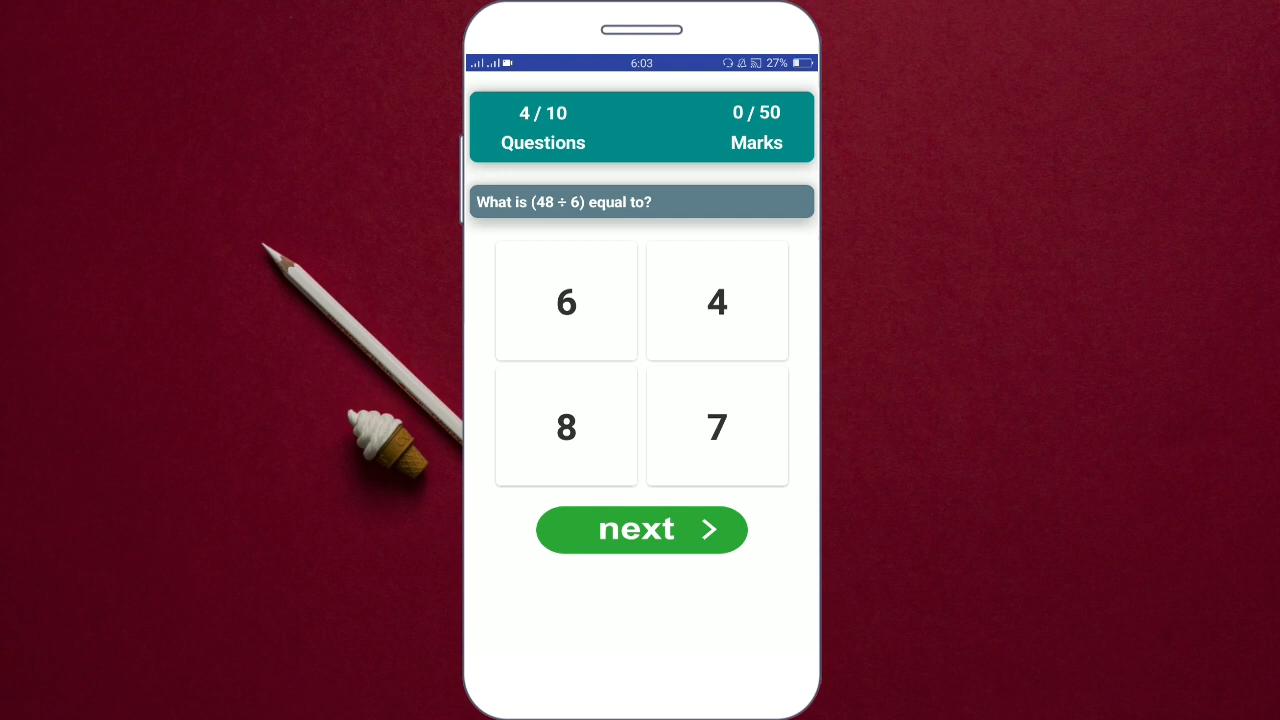 6:03
27%
4 / 10
0 / 50
Questions
Marks
What is (48 ÷ 6) equal to?
6
4
8
7
next >